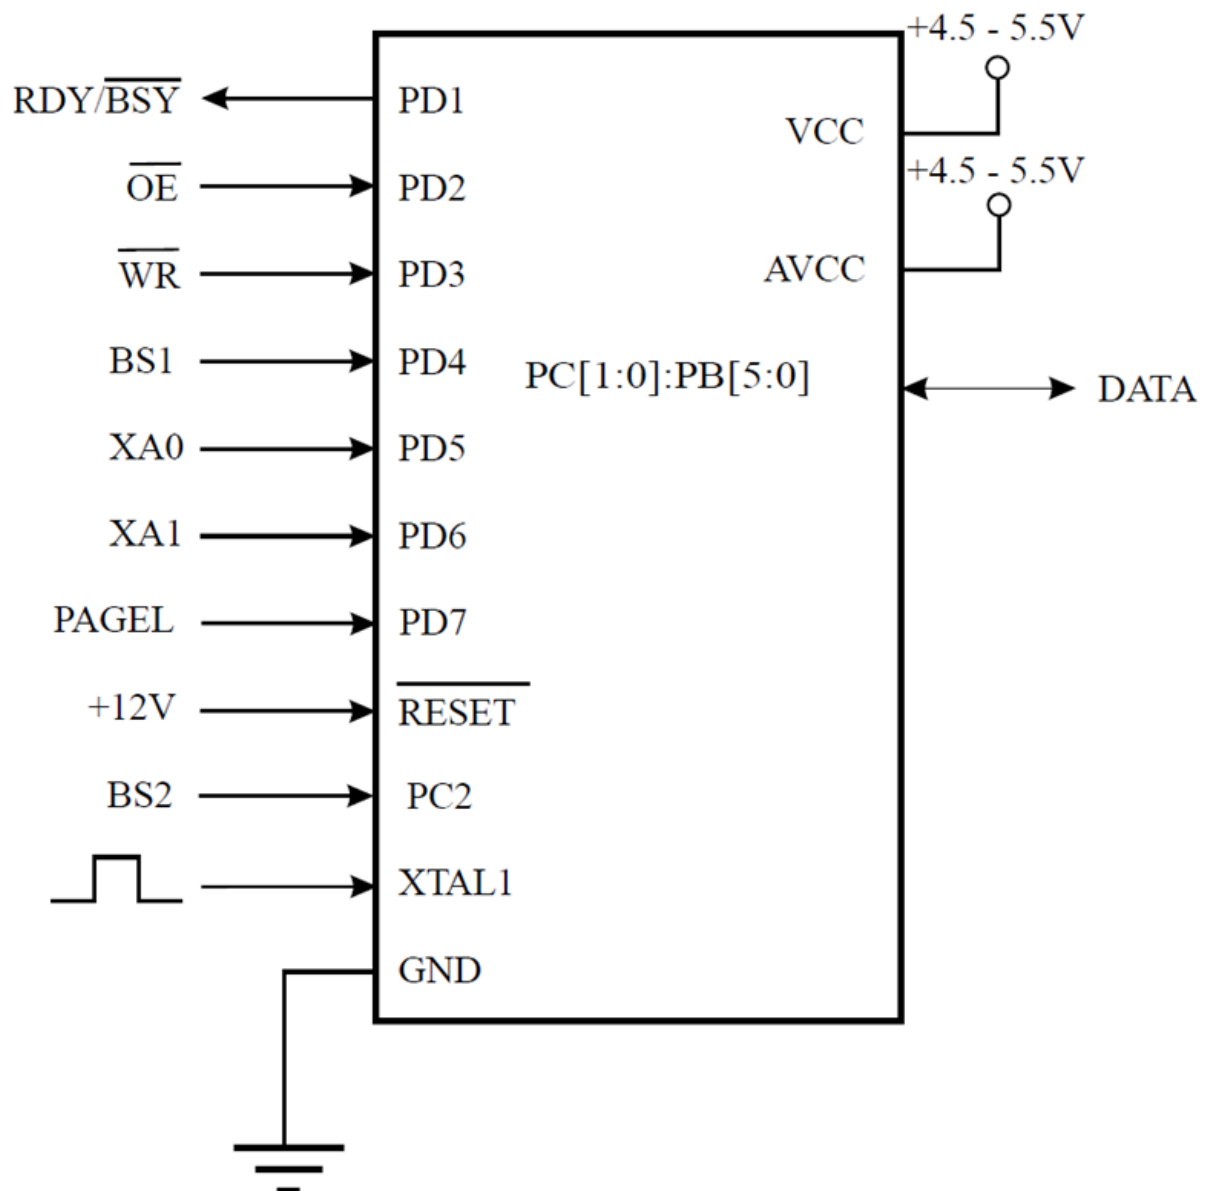 +4.5 - 5.5V
RDY/BSY PD1
VCC
+4.5 - 5.5V
OE PD2
WR PD3
AVCC
BS1 PD4 PC[1:0]:PB[5:0]
DATA
XA0 PD5
XA1 PD6
PAGEL PD7
+12V RESET
BS2 PC2
XTAL1
GND